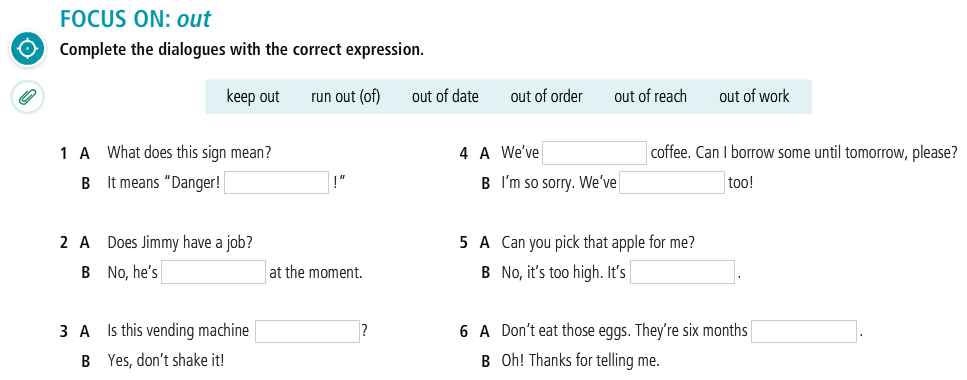 FOCUS ON: out
Complete the dialogues with the correct expression.
keep out run out (of) out of date out of order out of reach out of work
1 A What does this sign mean?
B It means “Danger! !”
2 A Does Jimmy have a job?
B No, he’s at the moment.
3 A Is this vending machine ?
B Yes, don’t shake it!
4 A We’ve coffee. Can I borrow some until tomorrow, please?
B I’m so sorry. We’ve too!
5 A Can you pick that apple for me?
B No, it’s too high. It’s .
6 A Don’t eat those eggs. They’re six months .
B Oh! Thanks for telling me.